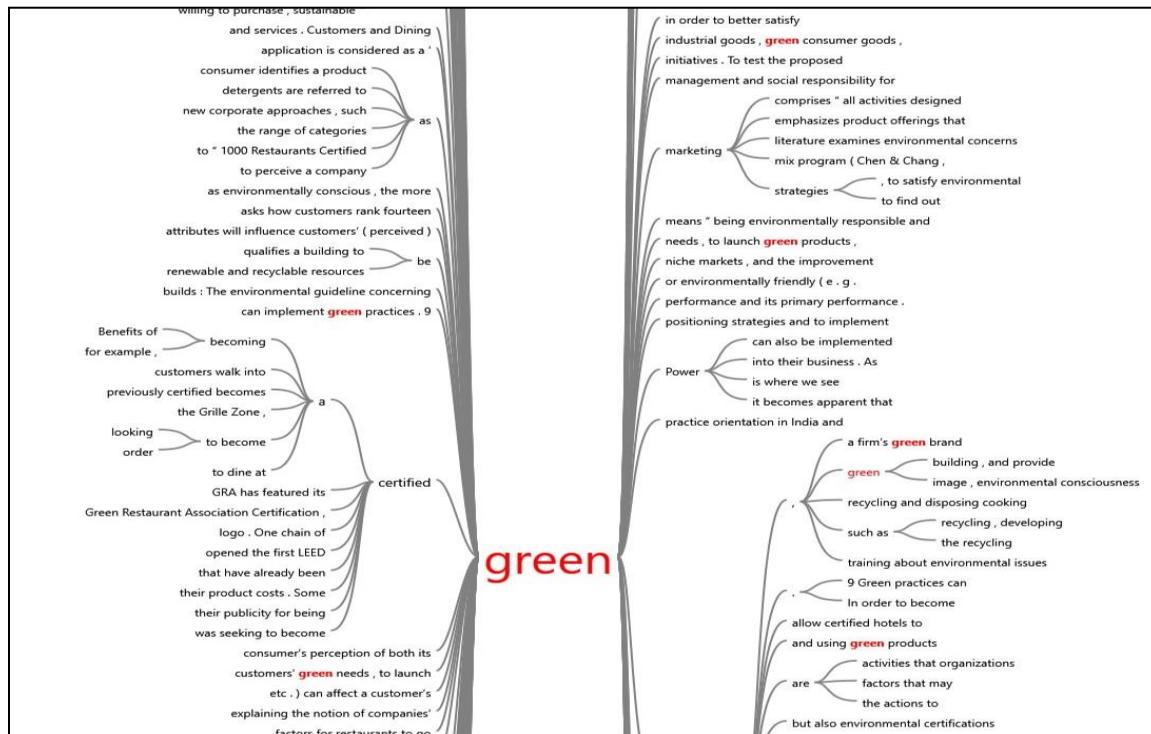 willing to purchase , sustainable
and services . Customers and Dining
application is considered as a '
consumer identifies a product
detergents are referred to
new corporate approaches , such
the range of categories
to “ 1000 Restaurants Certified
to perceive a company
as
as environmentally conscious , the more
asks how customers rank fourteen
attributes will influence customers' ( perceived )
qualifies a building to
renewable and recyclable resources
be
builds : The environmental guideline concerning
can implement green practices . 9
Benefits of
for example ,
becoming
customers walk into
previously certified becomes
the Grille Zone ,
looking
order
to become
to dine at
a
GRA has featured its
Green Restaurant Association Certification ,
logo . One chain of
opened the first LEED
that have already been
their product costs . Some
their publicity for being
was seeking to become
certified
consumer's perception of both its
customers' green needs , to launch
etc . ) can affect a customer's
explaining the notion of companies'
factors for restaurants to go
green
in order to better satisfy
industrial goods , green consumer goods ,
initiatives . To test the proposed
management and social responsibility for
marketing
comprises “ all activities designed
emphasizes product offerings that
literature examines environmental concerns
mix program ( Chen & Chang ,
strategies
, to satisfy environmental
to find out
means “ being environmentally responsible and
needs , to launch green products ,
niche markets , and the improvement
or environmentally friendly ( e . g .
performance and its primary performance .
positioning strategies and to implement
Power
can also be implemented
into their business . As
is where we see
it becomes apparent that
practice orientation in India and
,
a firm's green brand
green
building , and provide
image , environmental consciousness
recycling and disposing cooking
such as
recycling , developing
the recycling
training about environmental issues
.
9 Green practices can
In order to become
allow certified hotels to
and using green products
are
activities that organizations
factors that may
the actions to
but also environmental certifications